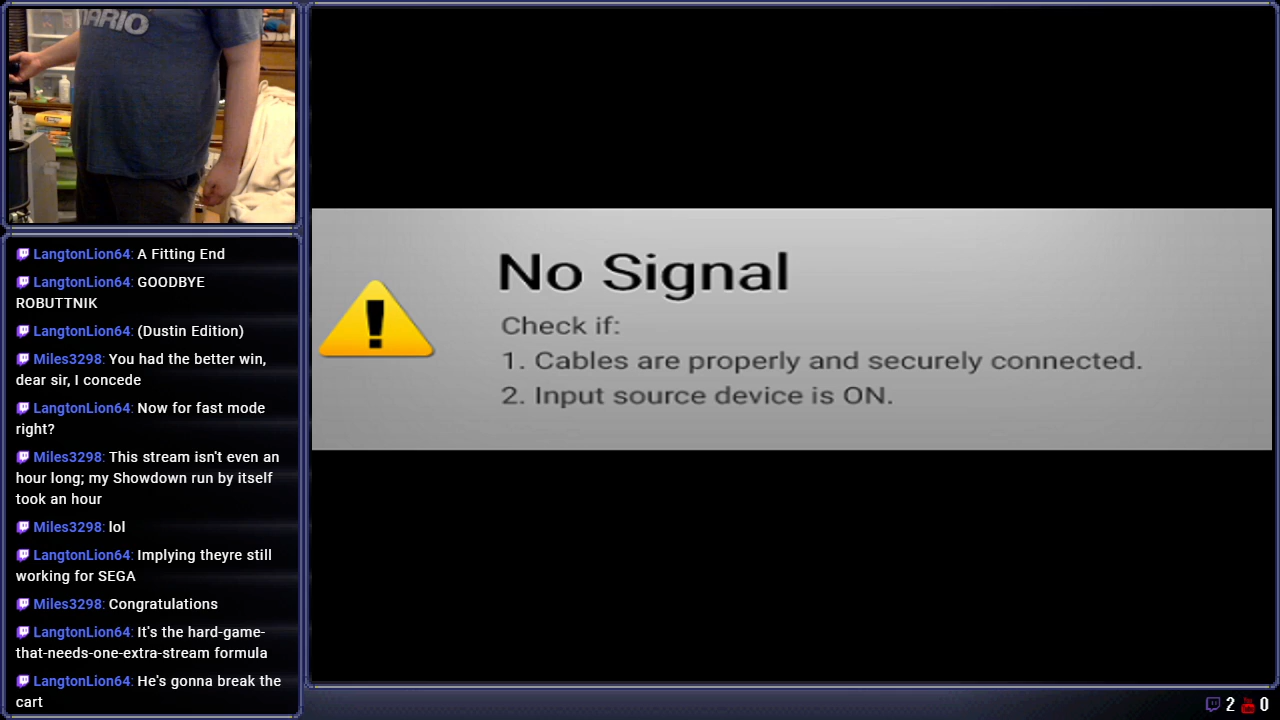 ARIO
LangtonLion64: A Fitting End
LangtonLion64: GOODBYE
ROBUTTNIK
LangtonLion64: (Dustin Edition)
Miles3298: You had the better win,
dear sir, I concede
LangtonLion64: Now for fast mode
right?
Miles3298: This stream isn't even an
hour long; my Showdown run by itself
took an hour
Miles3298: lol
LangtonLion64: Implying theyre still
working for SEGA
Miles3298: Congratulations
LangtonLion64: It's the hard-game-
that-needs-one-extra-stream formula
LangtonLion64: He's gonna break the
cart
No Signal
Check if:
1. Cables are properly and securely connected.
2. Input source device is ON.
2 0